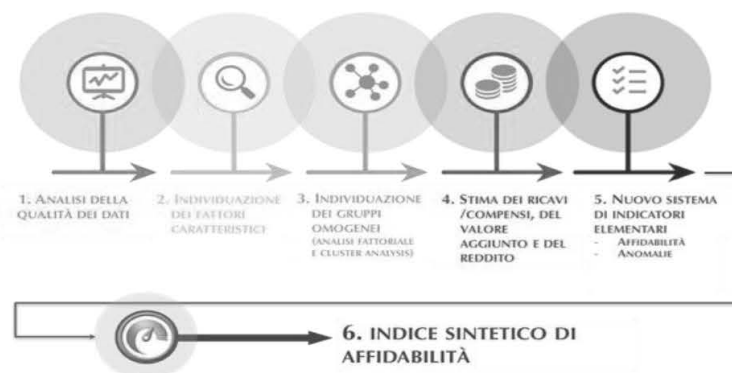 1. ANALISI DELLA
QUALITÀ DEI DATI
2. INDIVIDUAZIONE
DEI FATTORI
CARATTERISTICI
3. INDIVIDUAZIONE
DEI GRUPPI
OMOGENEI
(ANALISI FATTORIALE
E CLUSTER ANALYSIS)
4. STIMA DEI RICAVI
/COMPENSI, DEL
VALORE
AGGIUNTO E DEL
REDDITO
5. NUOVO SISTEMA
DI INDICATORI
ELEMENTARI
- AFFIDABILITÀ
- ANOMALIE
6. INDICE SINTETICO DI
AFFIDABILITÀ